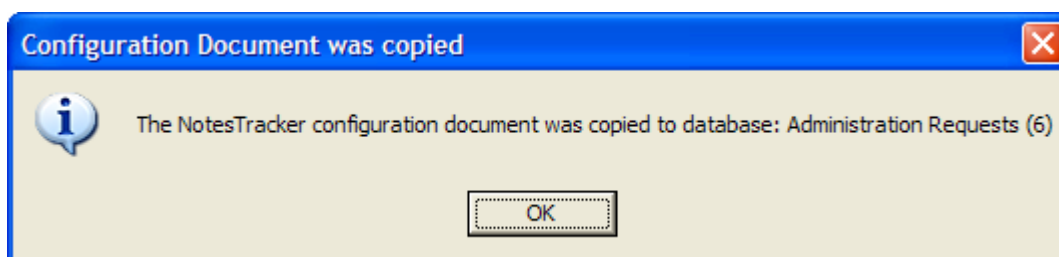 Configuration Document was copied
The NotesTracker configuration document was copied to database: Administration Requests (6)
OK